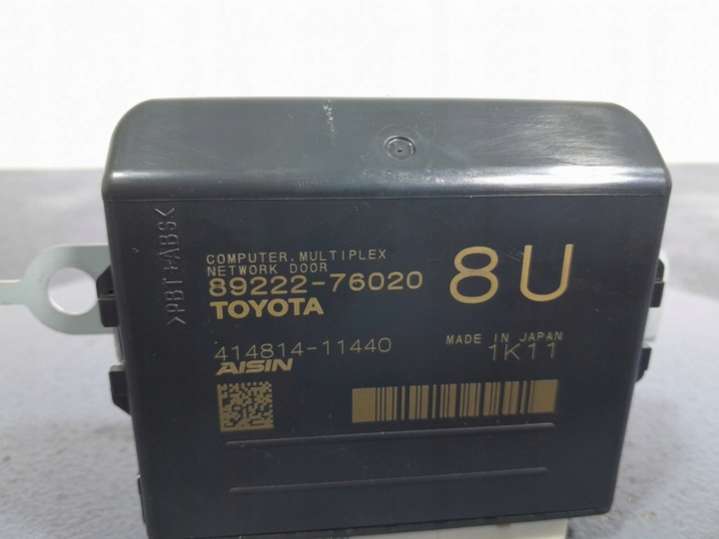 COMPUTER. MULTIPLEX
NETWORK DOOR
89222-76020
TOYOTA
8U
414814-11440
AISIN
MADE IN JAPAN
1K11
>PBT+ABS<